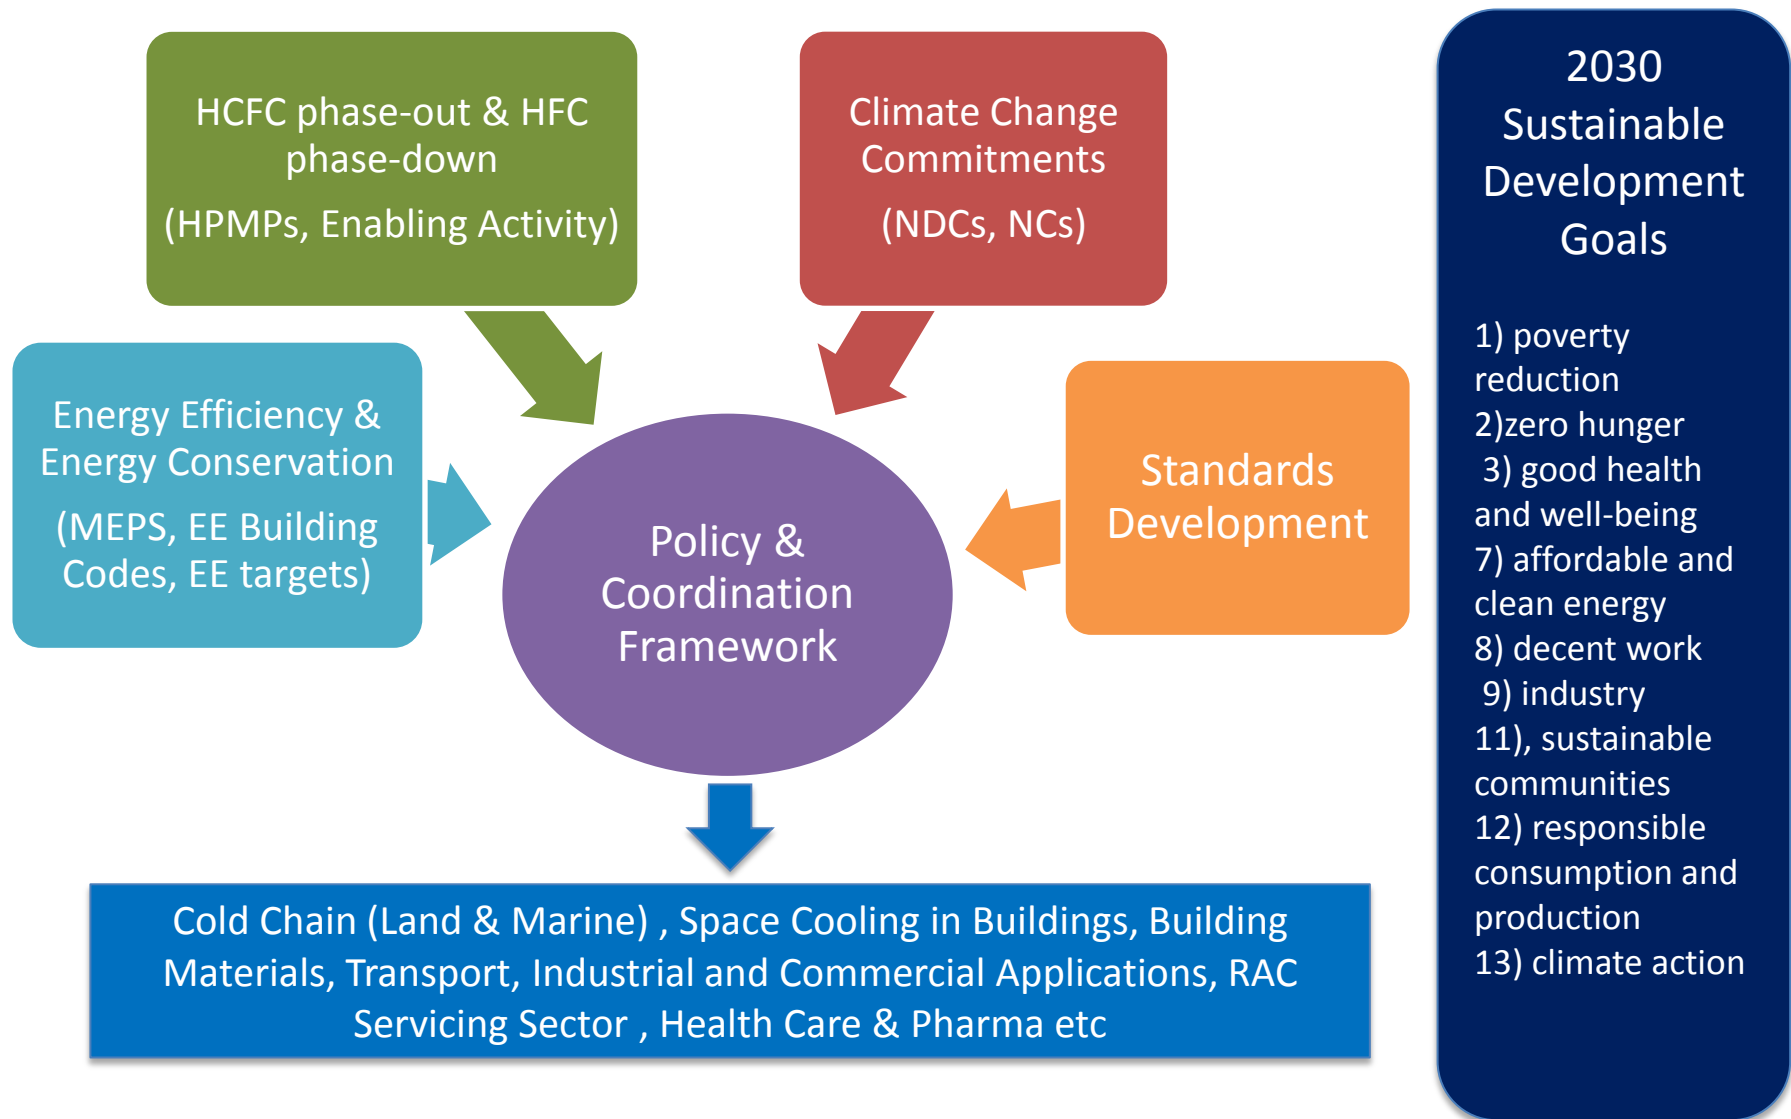 HCFC phase-out & HFC
phase-down
(HPMPs, Enabling Activity)
Climate Change
Commitments
(NDCs, NCs)
Energy Efficiency &
Energy Conservation
(MEPS, EE Building
Codes, EE targets)
Standards
Development
Policy &
Coordination
Framework
Cold Chain (Land & Marine) , Space Cooling in Buildings, Building
Materials, Transport, Industrial and Commercial Applications, RAC
Servicing Sector , Health Care & Pharma etc
2030
Sustainable
Development
Goals
1) poverty
reduction
2)zero hunger
3) good health
and well-being
7) affordable and
clean energy
8) decent work
9) industry
11), sustainable
communities
12) responsible
consumption and
production
13) climate action